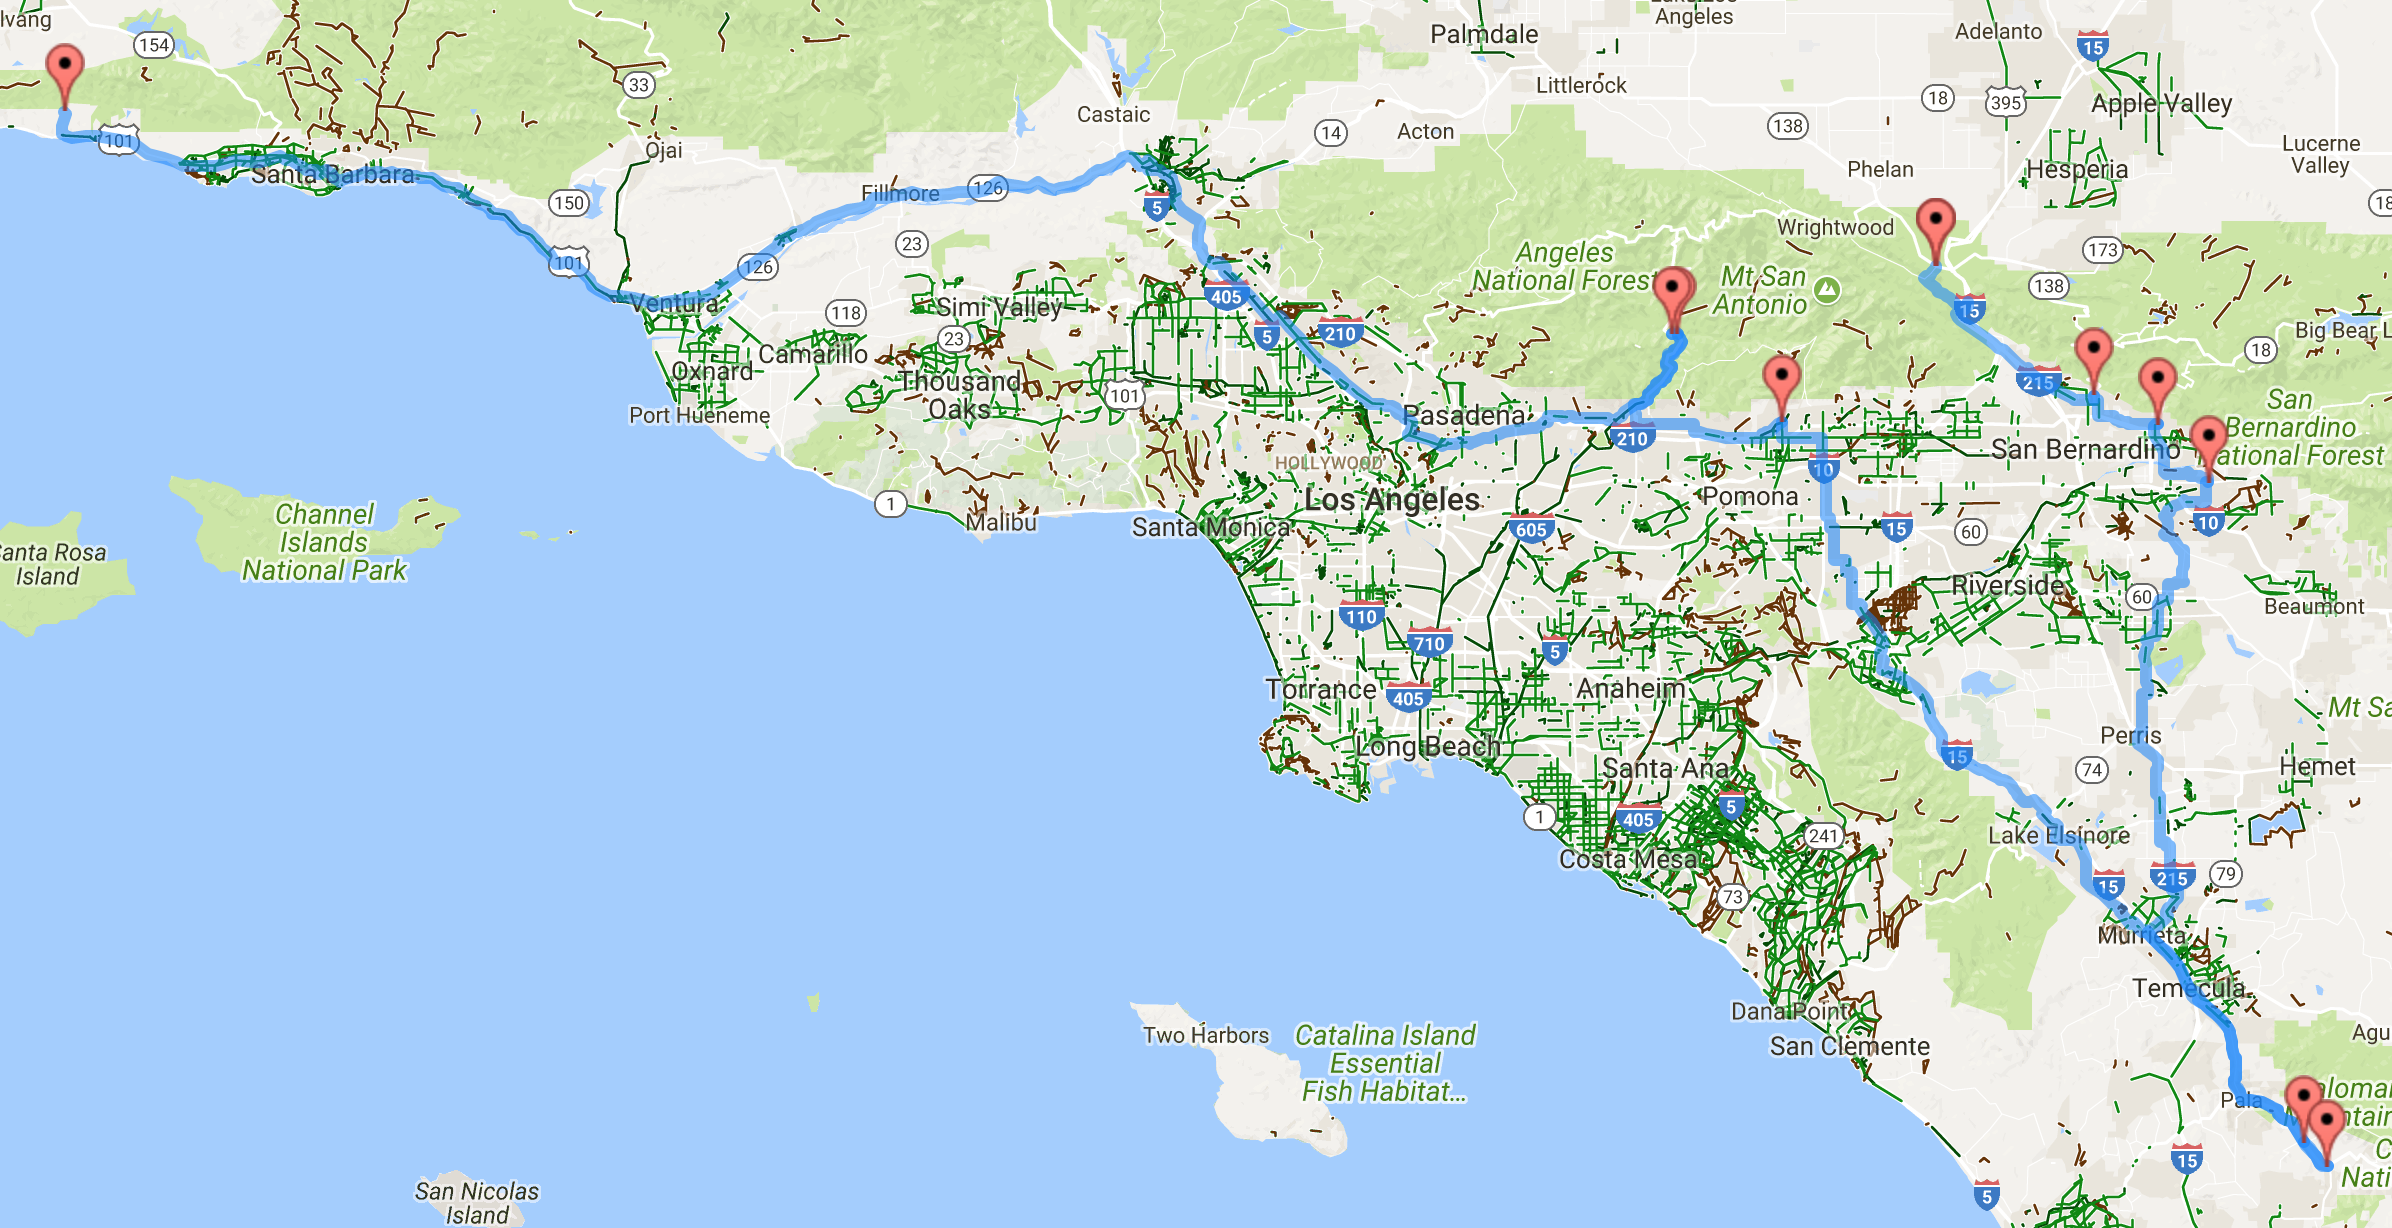 lvang
154
33
Ojai
101
Santa Barbara
150
101
Ventura
126
Fillmore
126
23
118
Simi Valley
23
Camarillo
Oxnard
Thousand
Oaks
Port Hueneme
101
1
Malibu
Castaic
5
14
Acton
Palmdale
Angeles
Littlerock
Adelanto
15
18
395
Apple Valley
138
Lucerne
Valley
Phelan
Hesperia
18
Wrightwood
173
138
Angeles
National Forest
Mt San
Antonio
15
Big Bear L
18
405
5
210
215
San
Bernardino
National Forest
Pasadena
210
HOLLYWOOD
Los Angeles
10
San Bernardino
Pomona
10
Santa Monica
605
15
60
Riverside
60
Beaumont
110
710
5
Torrance
405
Anaheim
Mt Sa
Long Beach
Santa Ana
Perris
15
74
Hemet
1
405
5
241
Lake Elsinore
Costa Mesa
73
15
215
79
Murrieta
Temecula
Dana Point
San Clemente
Agu
Pala
15
5
Nati
Channel
Islands
National Park
anta Rosa
Island
San Nicolas
Island
Two Harbors
Catalina Island
Essential
Fish Habitat...